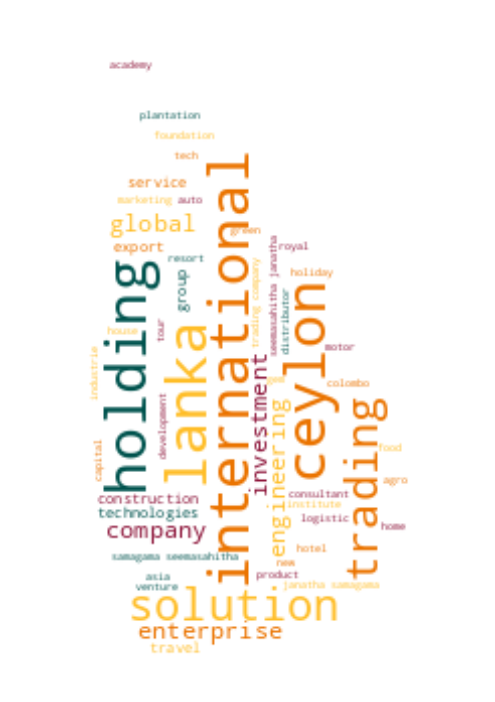 academy
plantation
foundation
tech
service
marketing
auto
global
green
export
royal
resort
holding
international
lanka
group
trading company
seemasahitha janatha
distributor
holiday
ceylon
house
tour
motor
industrie
investment
colombo
development
engineering
trading
capital
food
agro
construction
consultant
institute
technologies
logistic
company
home
samagama seemasahitha
hotel
new
asia
product
venture
janatha samagama
solution
enterprise
travel